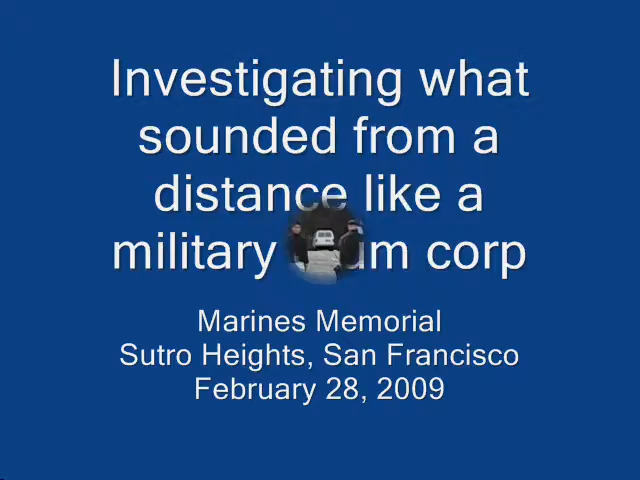 Investigating what
sounded from a
distance like a
military corp
Marines Memorial
Sutro Heights, San Francisco
February 28, 2009